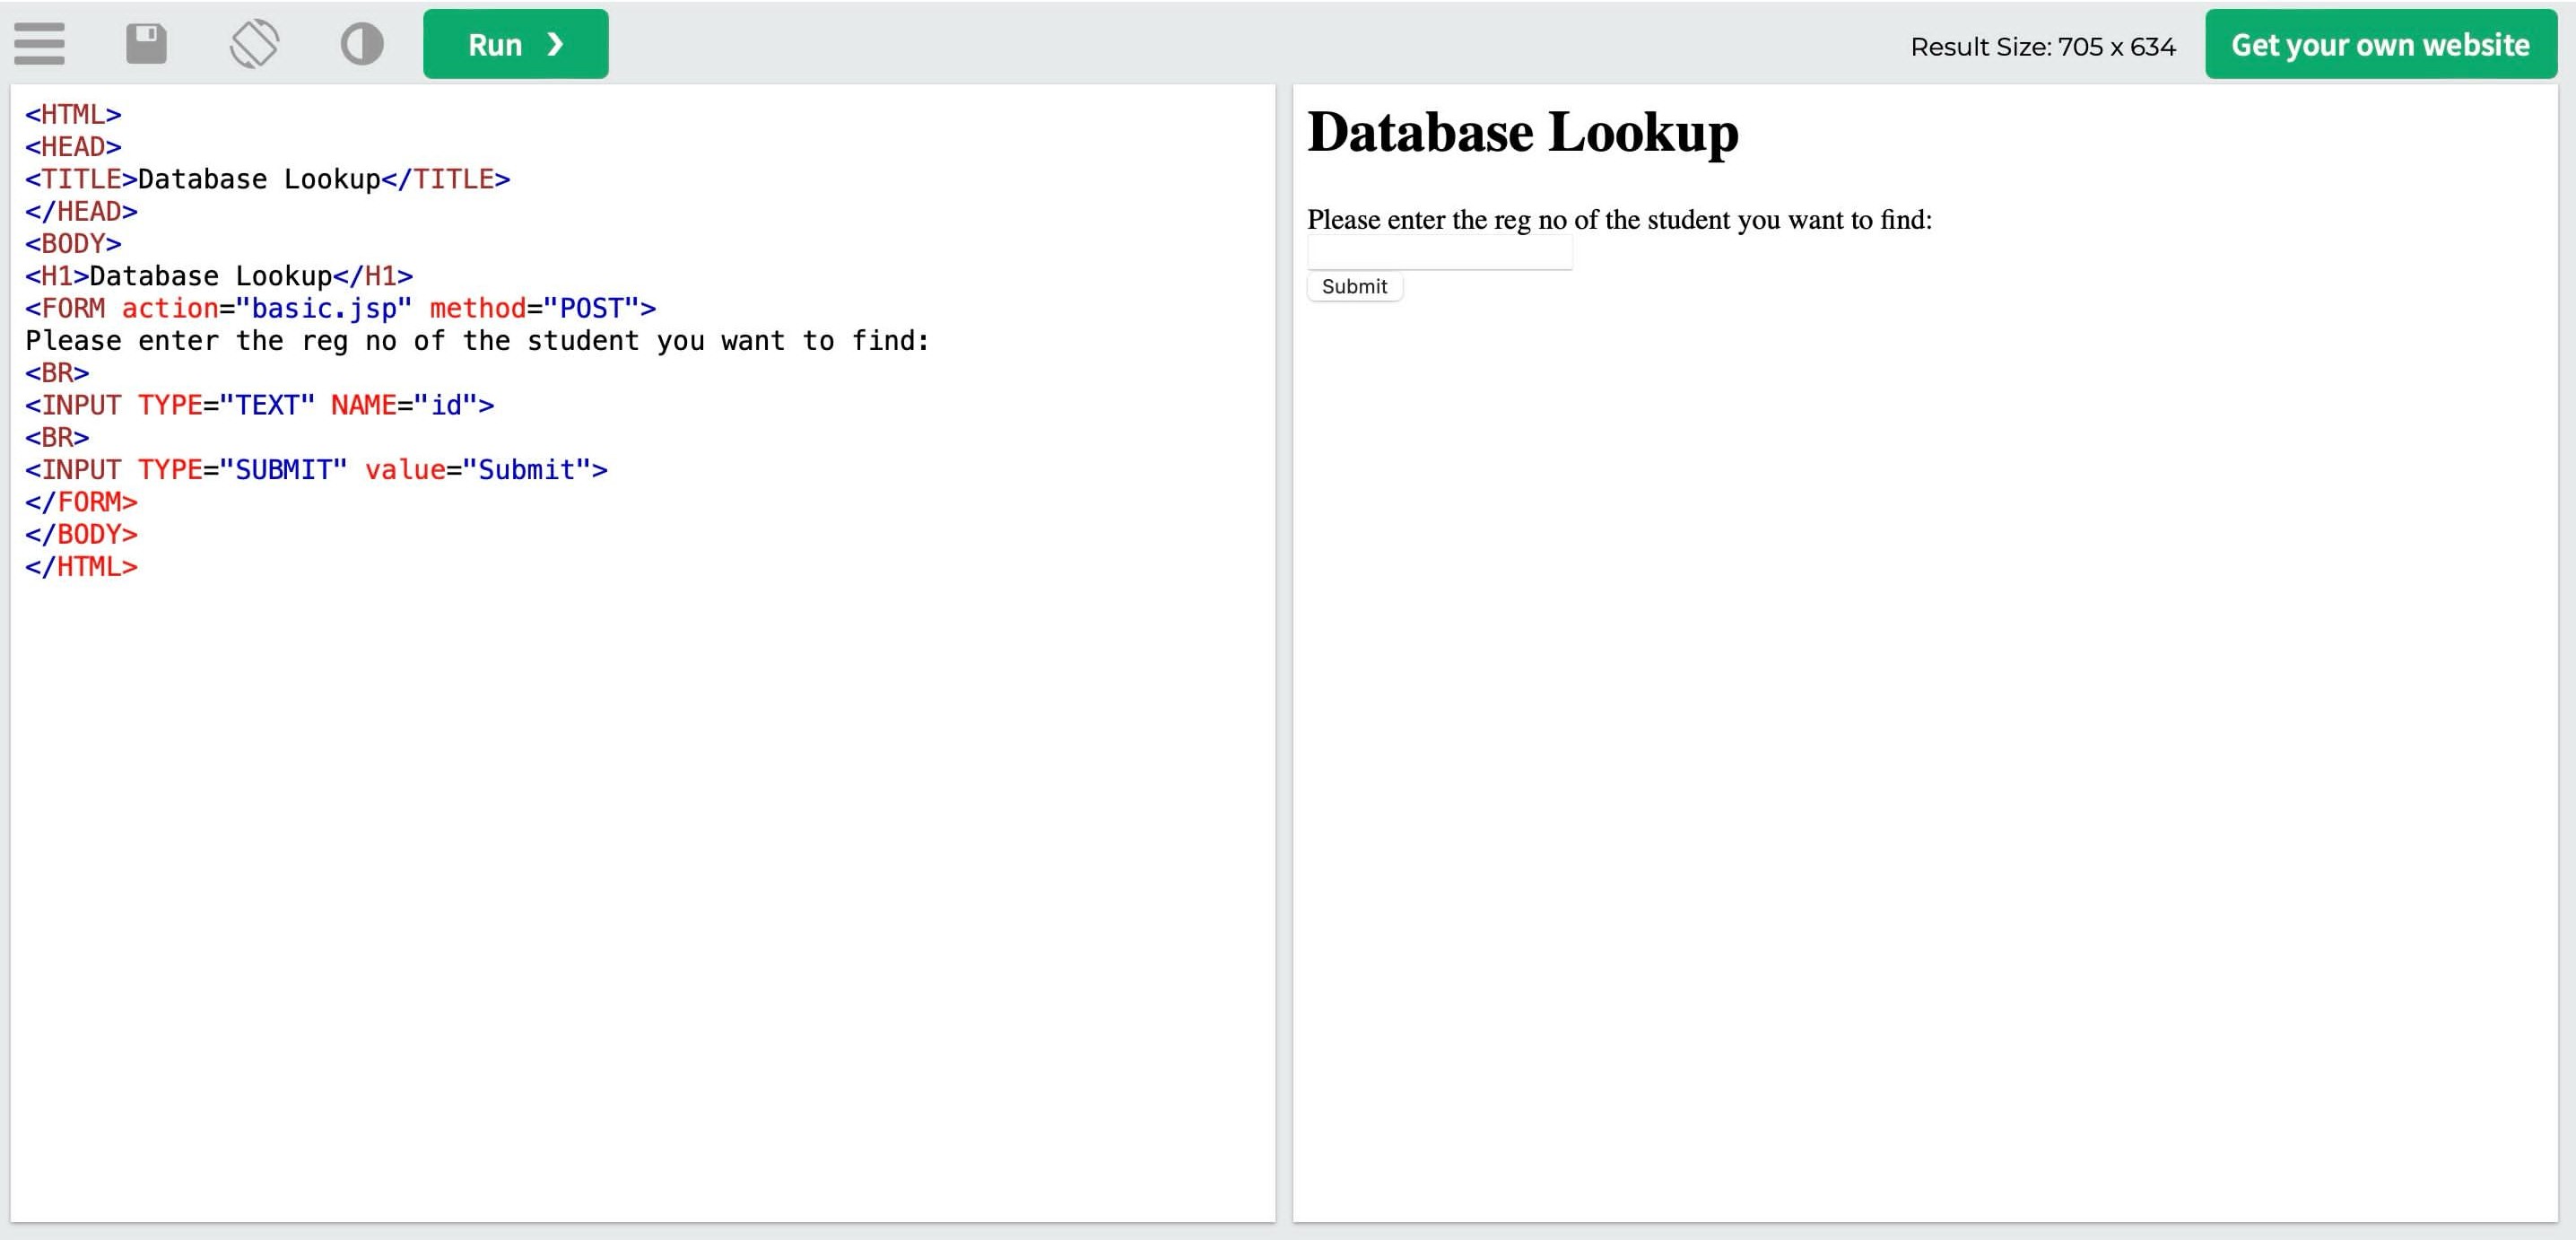 Run ❯
Result Size: 705 x 634
Get your own website
<HTML>
<HEAD>
<TITLE>Database Lookup</TITLE>
</HEAD>
<BODY>
<H1>Database Lookup</H1>
<FORM action="basic.jsp" method="POST">
Please enter the reg no of the student you want to find:
<BR>
<INPUT TYPE="TEXT" NAME="id">
<BR>
<INPUT TYPE="SUBMIT" value="Submit">
</FORM>
</BODY>
</HTML>
Database Lookup
Please enter the reg no of the student you want to find:
Submit